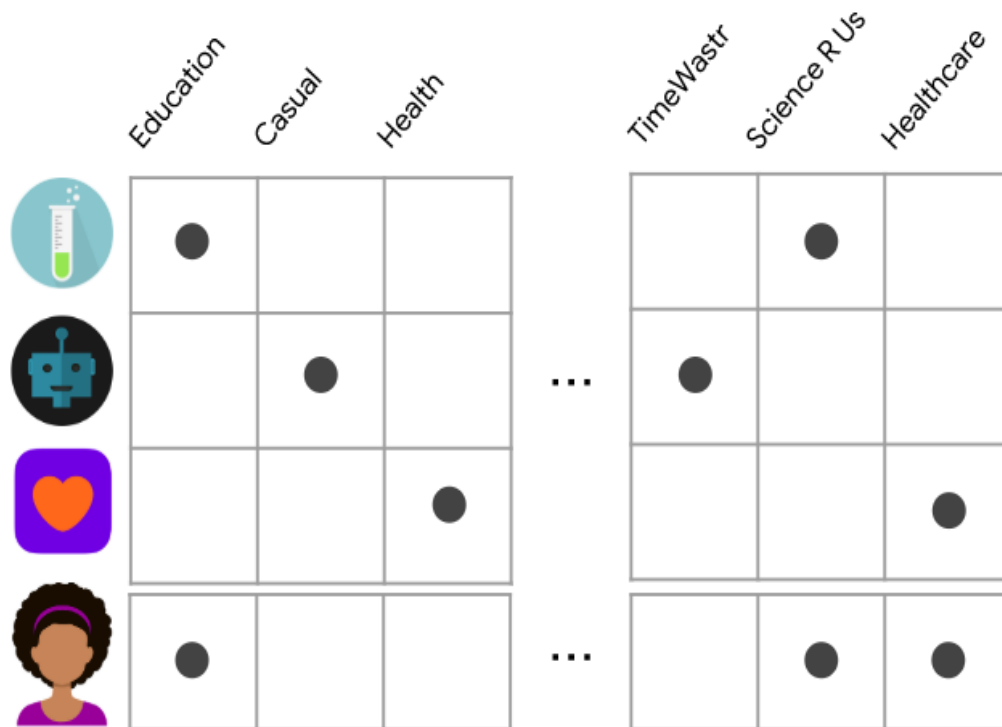 Education
Casual
Health
TimeWastr
Science R Us
Healthcare
...
...